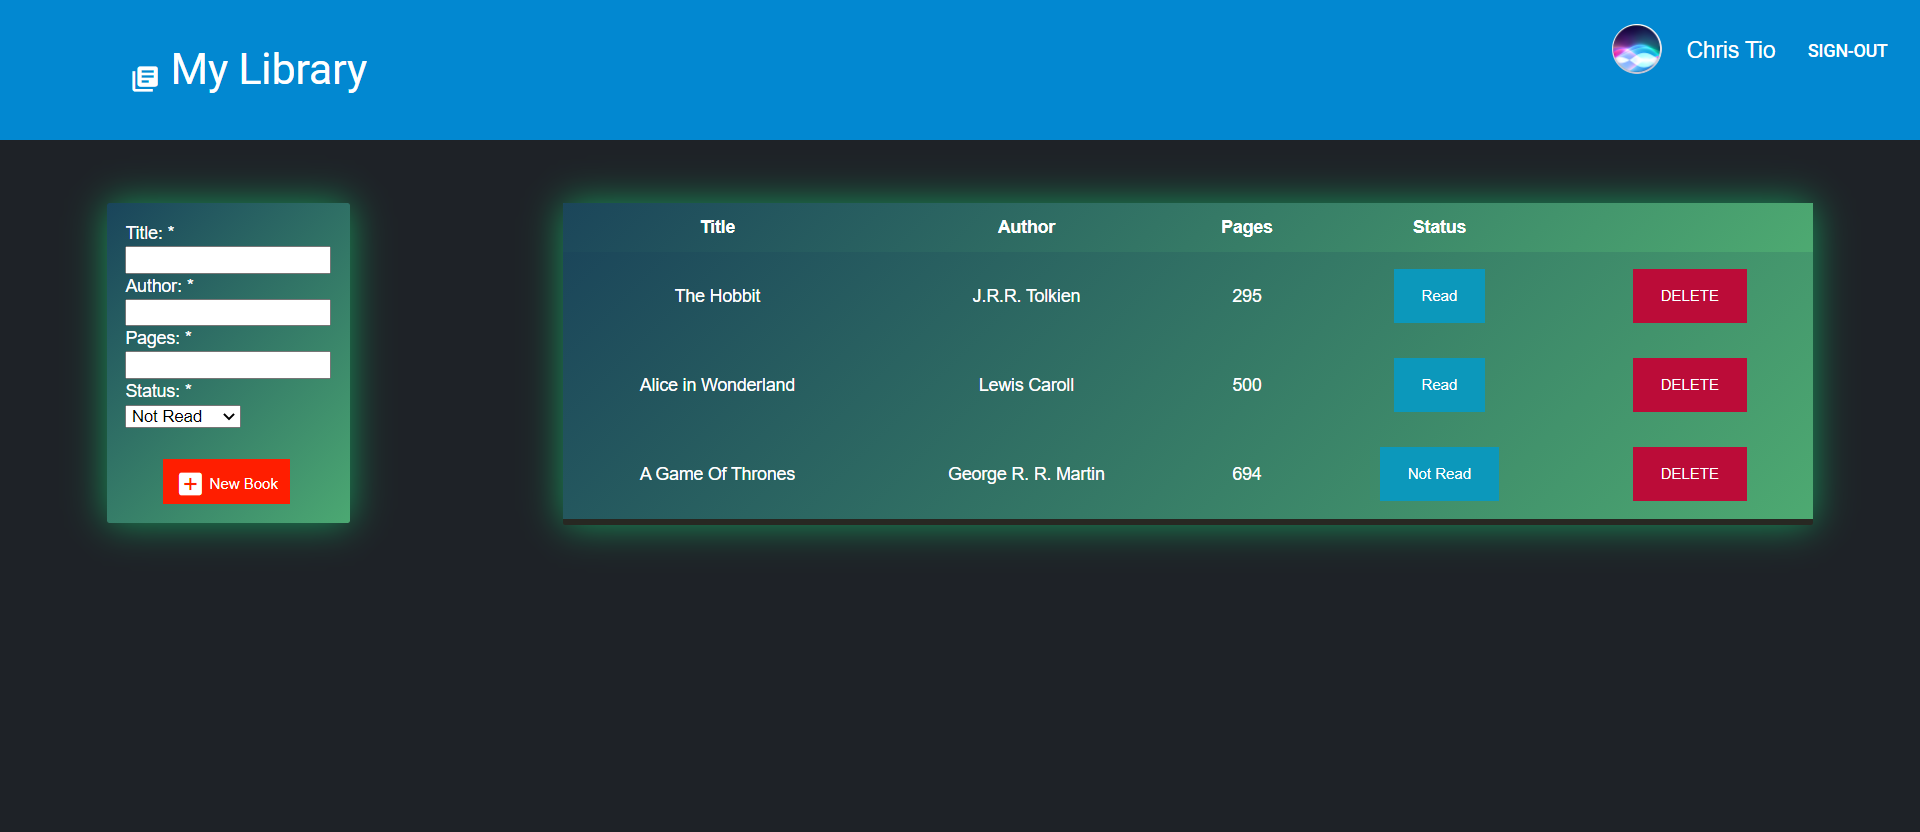 My Library
Chris Tio
SIGN-OUT
Title: *
Author: *
Pages: *
Status: *
Not Read
New Book
Title Author Pages Status
The Hobbit J.R.R. Tolkien 295 Read DELETE
Alice in Wonderland Lewis Caroll 500 Read DELETE
A Game Of Thrones George R. R. Martin 694 Not Read DELETE